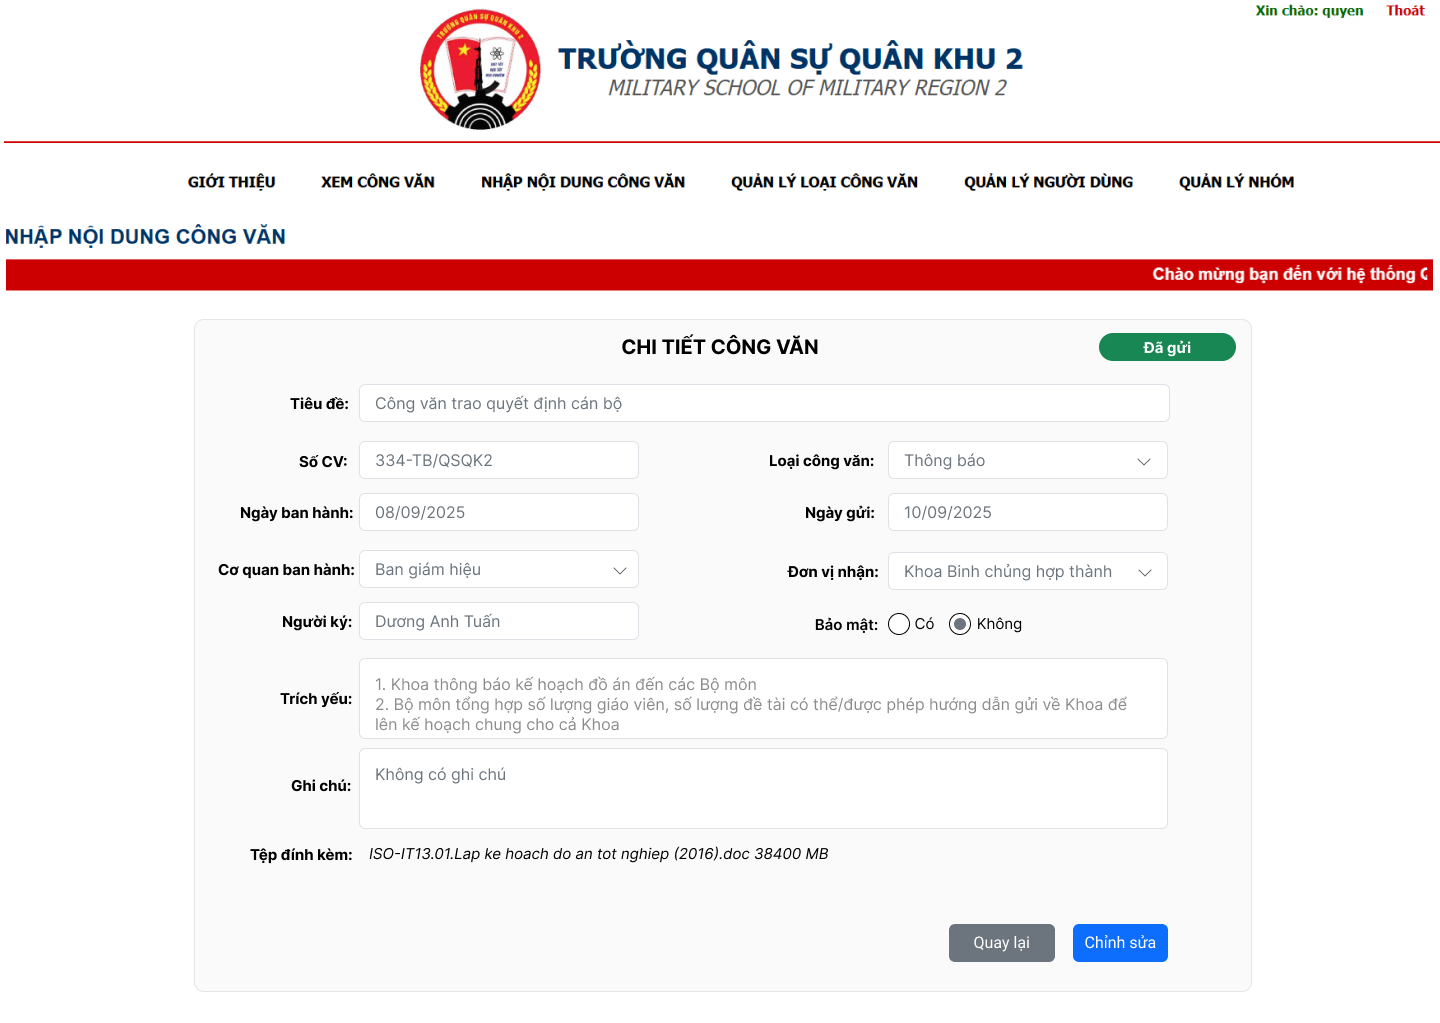 Xin chào: quyen Thoát
TRƯỜNG QUÂN SỰ QUÂN KHU 2
TRƯỜNG QUÂN SỰ QUÂN KHU 2
MILITARY SCHOOL OF MILITARY REGION 2
GIỚI THIỆU XEM CÔNG VĂN NHẬP NỘI DUNG CÔNG VĂN QUẢN LÝ LOẠI CÔNG VĂN QUẢN LÝ NGƯỜI DÙNG QUẢN LÝ NHÓM
NHẬP NỘI DUNG CÔNG VĂN
Chào mừng bạn đến với hệ thống
CHI TIẾT CÔNG VĂN Đã gửi
Tiêu đề: Công văn trao quyết định cán bộ
Số CV: 334-TB/QSQK2 Loại công văn: Thông báo
Ngày ban hành: 08/09/2025 Ngày gửi: 10/09/2025
Cơ quan ban hành: Ban giám hiệu Đơn vị nhận: Khoa Binh chủng hợp thành
Người ký: Dương Anh Tuấn Bảo mật: Có Không
Trích yếu: 1. Khoa thông báo kế hoạch đồ án đến các Bộ môn
2. Bộ môn tổng hợp số lượng giáo viên, số lượng đề tài có thể/được phép hướng dẫn gửi về Khoa để
lên kế hoạch chung cho cả Khoa
Ghi chú: Không có ghi chú
Tệp đính kèm: ISO-IT13.01.Lap ke hoach do an tot nghiep (2016).doc 38400 MB
Quay lại Chỉnh sửa